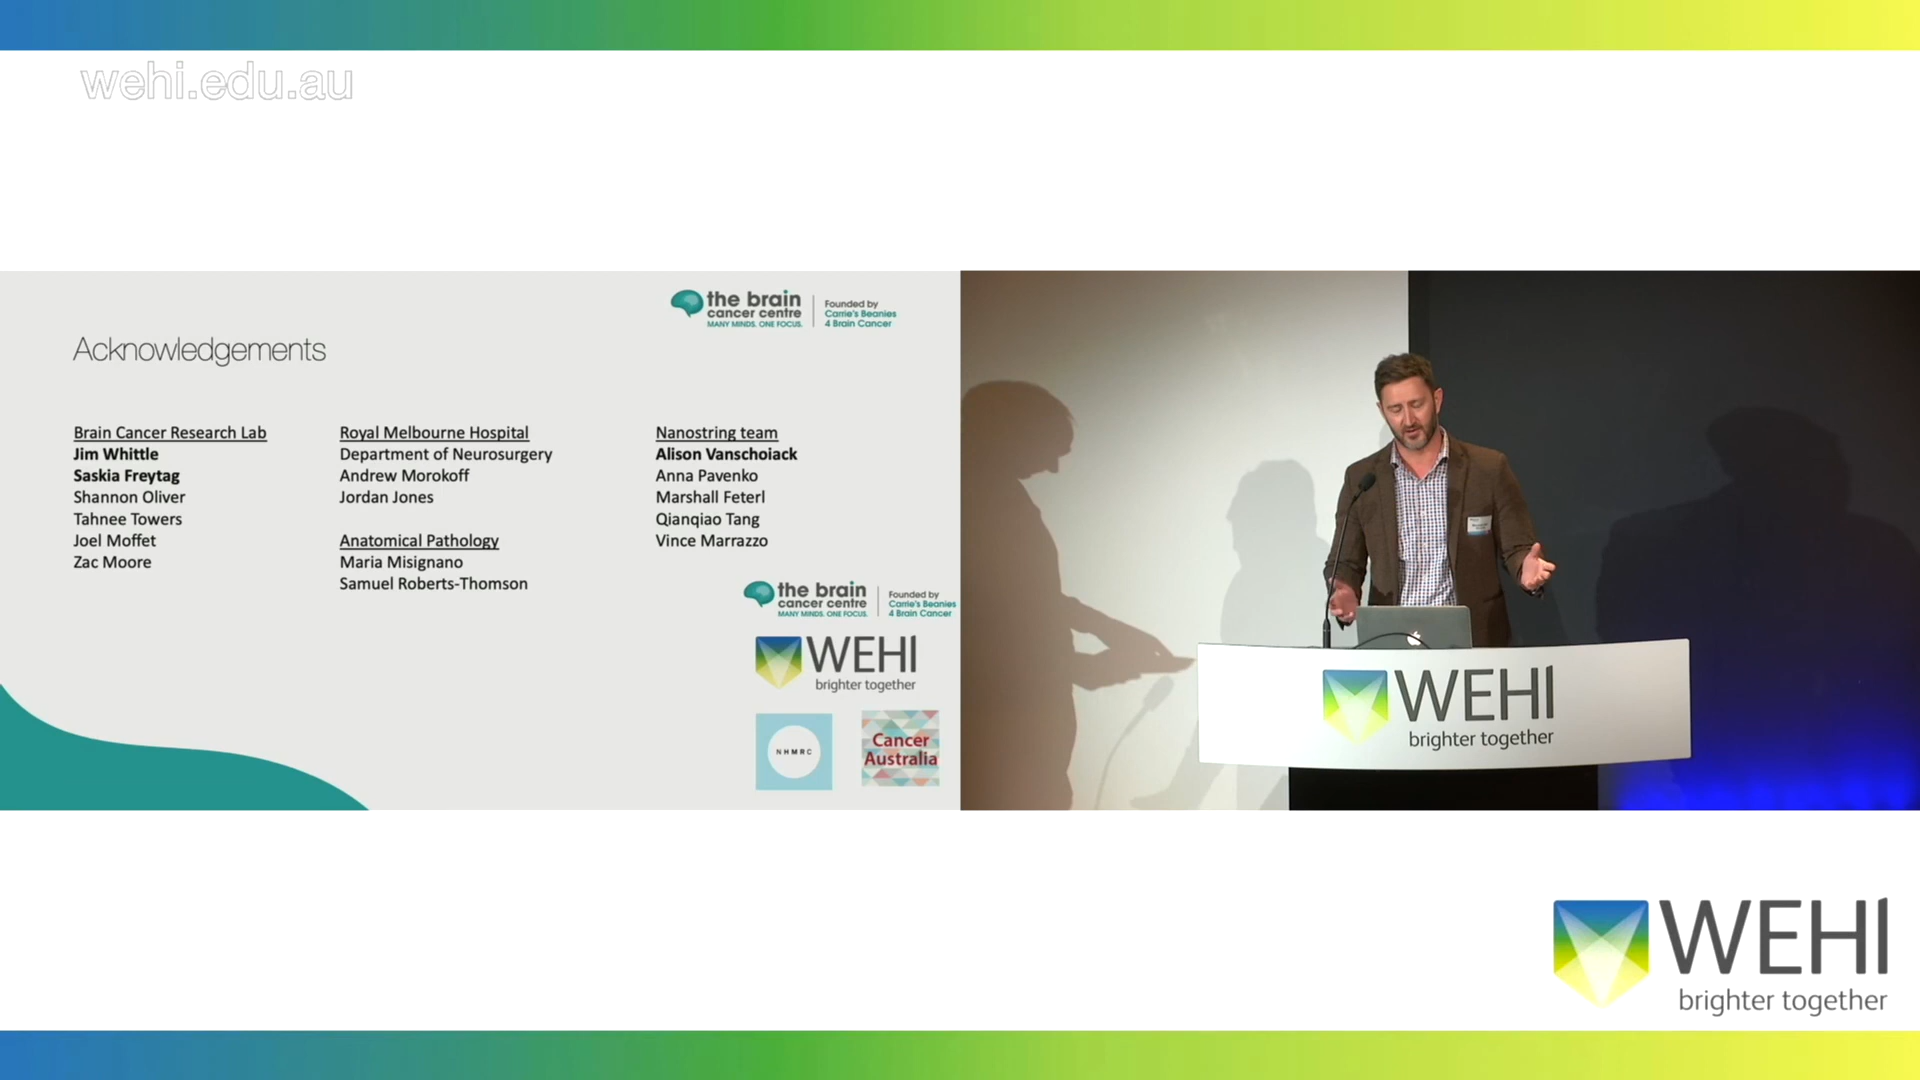 wehi.edu.au
the brain
cancer centre
MANY MINDS. ONE FOCUS.
Founded by
Carrie's Beanies
4 Brain Cancer
Acknowledgements
Brain Cancer Research Lab
Jim Whittle
Saskia Freytag
Shannon Oliver
Tahnee Towers
Joel Moffet
Zac Moore
Royal Melbourne Hospital
Department of Neurosurgery
Andrew Morokoff
Jordan Jones
Anatomical Pathology
Maria Misignano
Samuel Roberts-Thomson
Nanostring team
Alison Vanschoiack
Anna Pavenko
Marshall Feterl
Qianqiao Tang
Vince Marrazzo
the brain
cancer centre
MANY MINDS. ONE FOCUS.
Founded by
Carrie's Beanies
4 Brain Cancer
WEHI
brighter together
NHMRC
Cancer
Australia
WEHI
brighter together
WEHI
brighter together